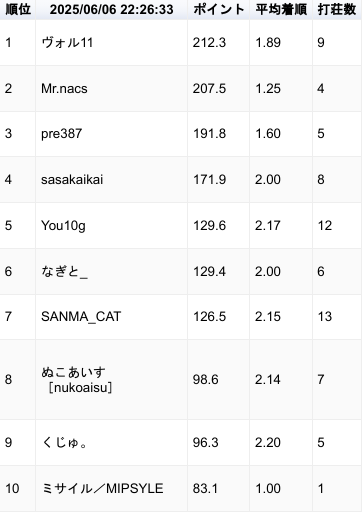 順位 2025/06/06 22:26:33 ポイント 平均着順 打荘数
1 ヴォル11 212.3 1.89 9
2 Mr.nacs 207.5 1.25 4
3 pre387 191.8 1.60 5
4 sasakaikai 171.9 2.00 8
5 You10g 129.6 2.17 12
6 なぎと_ 129.4 2.00 6
7 SANMA_CAT 126.5 2.15 13
8 ぬこあいす 98.6 2.14 7
［nukoaisu］
9 くじゅ。 96.3 2.20 5
10 ミサイル／MIPSYLE 83.1 1.00 1